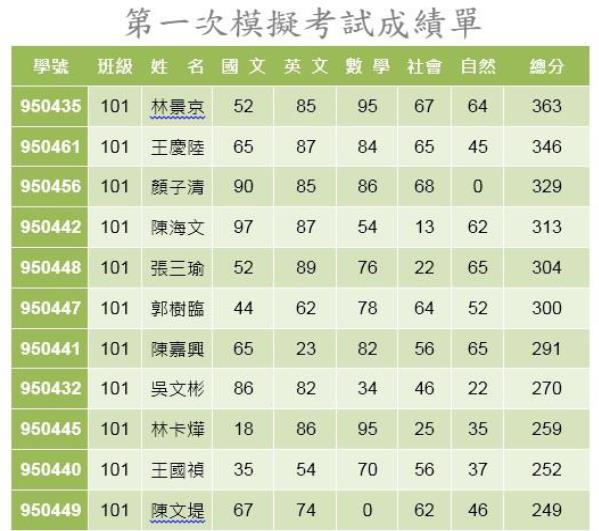 第一次模擬考試成績單
學號 班級 姓 名 國 文 英 文 數 學 社會 自然 總分
950435 101 林景京 52 85 95 67 64 363
950461 101 王慶陸 65 87 84 65 45 346
950456 101 顏子清 90 85 86 68 0 329
950442 101 陳海文 97 87 54 13 62 313
950448 101 張三瑜 52 89 76 22 65 304
950447 101 郭樹臨 44 62 78 64 52 300
950441 101 陳嘉興 65 23 82 56 65 291
950432 101 吳文彬 86 82 34 46 22 270
950445 101 林卡燁 18 86 95 25 35 259
950440 101 王國禎 35 54 70 56 37 252
950449 101 陳文堤 67 74 0 62 46 249